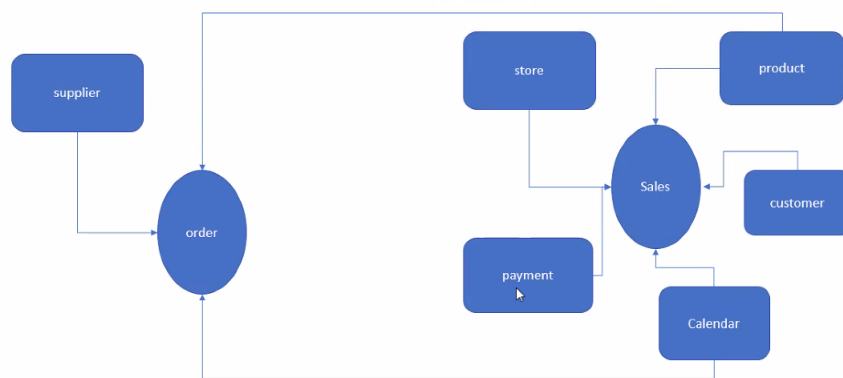 supplier
store
product
order
Sales
customer
payment
Calendar